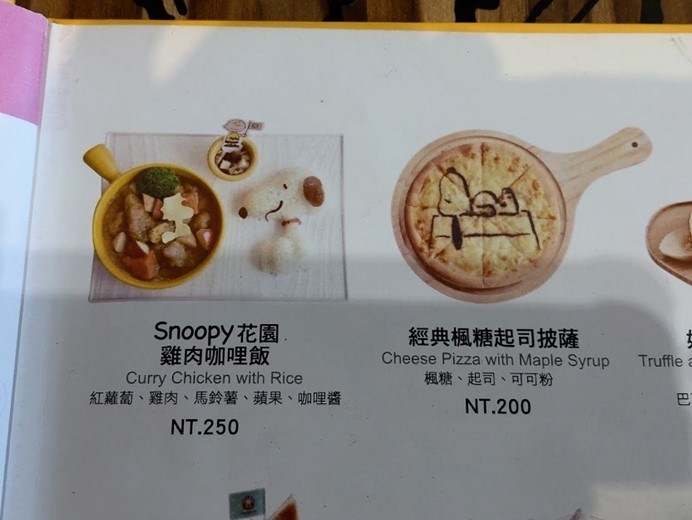 Snoopy花園
雞肉咖哩飯
Curry Chicken with Rice
紅蘿蔔、雞肉、馬鈴薯、蘋果、咖哩醬
NT.250
經典楓糖起司披薩
Cheese Pizza with Maple Syrup
楓糖、起司、可可粉
NT.200
Truffle